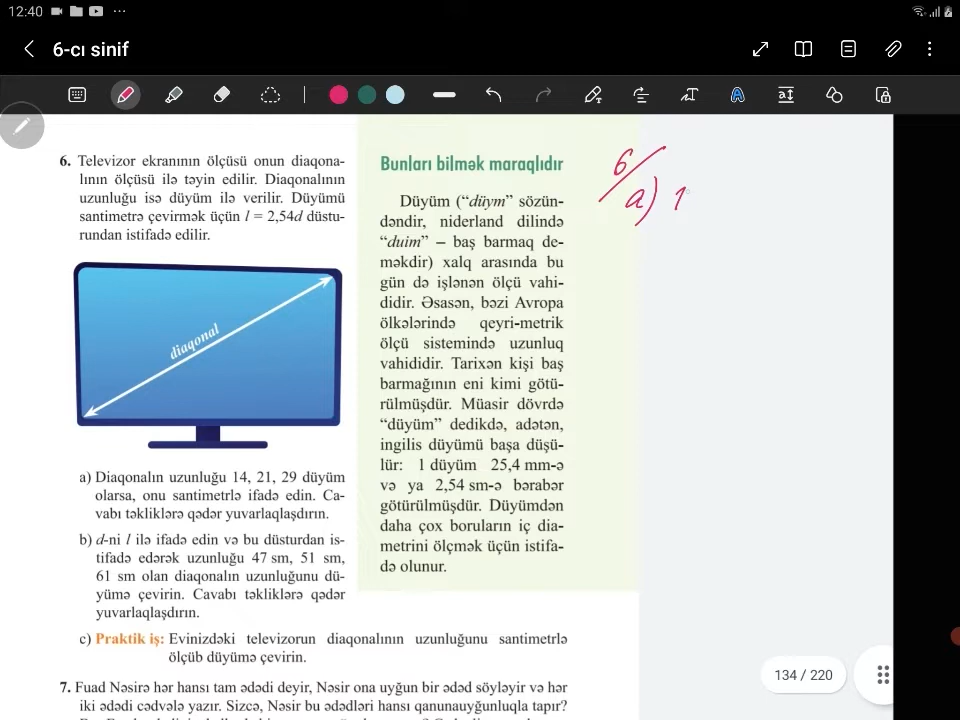 12:40
6-cı sinif
6. Televizor ekranının ölçüsü onun diaqona-
lının ölçüsü ilə təyin edilir. Diaqonalının
uzunluğu isə düyüm ilə verilir. Düyümü
santimetrə çevirmək üçün l = 2,54d düstu-
rundan istifadə edilir.
diaqonal
a) Diaqonalın uzunluğu 14, 21, 29 düyüm
olarsa, onu santimetrlə ifadə edin. Ca-
vabı təkliklərə qədər yuvarlaqlaşdırın.
b) d-ni l ilə ifadə edin və bu düsturdan is-
tifadə edərək uzunluğu 47 sm, 51 sm,
61 sm olan diaqonalın uzunluğunu dü-
yümə çevirin. Cavabı təkliklərə qədər
yuvarlaqlaşdırın.
Bunları bilmək maraqlıdır
Düyüm (“düym” sözün-
dəndir, niderland dilində
“duim” – baş barmaq de-
məkdir) xalq arasında bu
gün də işlənən ölçü vahi-
didir. Əsasən, bəzi Avropa
ölkələrində qeyri-metrik
ölçü sistemində uzunluq
vahididir. Tarixən kişi baş
barmağının eni kimi götü-
rülmüşdür. Müasir dövrdə
“düyüm” dedikdə, adətən,
ingilis düyümü başa düşü-
lür: 1 düyüm 25,4 mm-ə
və ya 2,54 sm-ə bərabər
götürülmüşdür. Düyümdən
daha çox boruların iç dia-
metrini ölçmək üçün istifa-
də olunur.
6/
a) 1
c) Praktik iş: Evinizdəki televizorun diaqonalının uzunluğunu santimetrlə
ölçüb düyümə çevirin.
7. Fuad Nəsirə hər hansı tam ədədi deyir, Nəsir ona uyğun bir ədəd söyləyir və hər
iki ədədi cədvələ yazır. Sizcə, Nəsir bu ədədləri hansı qanunauyğunluqla tapır?
134 / 220